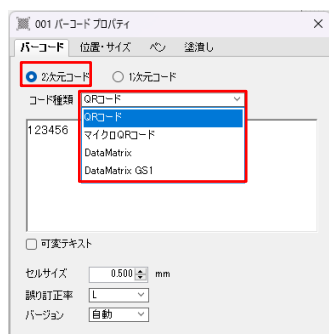 001 バーコード プロパティ
バーコード 位置・サイズ ペン 塗潰し
2次元コード 1次元コード
コード種類 QRコード
QRコード
マイクロQRコード
DataMatrix
DataMatrix GS1
123456
可変テキスト
セルサイズ 0.500 mm
誤り訂正率 L
バージョン 自動